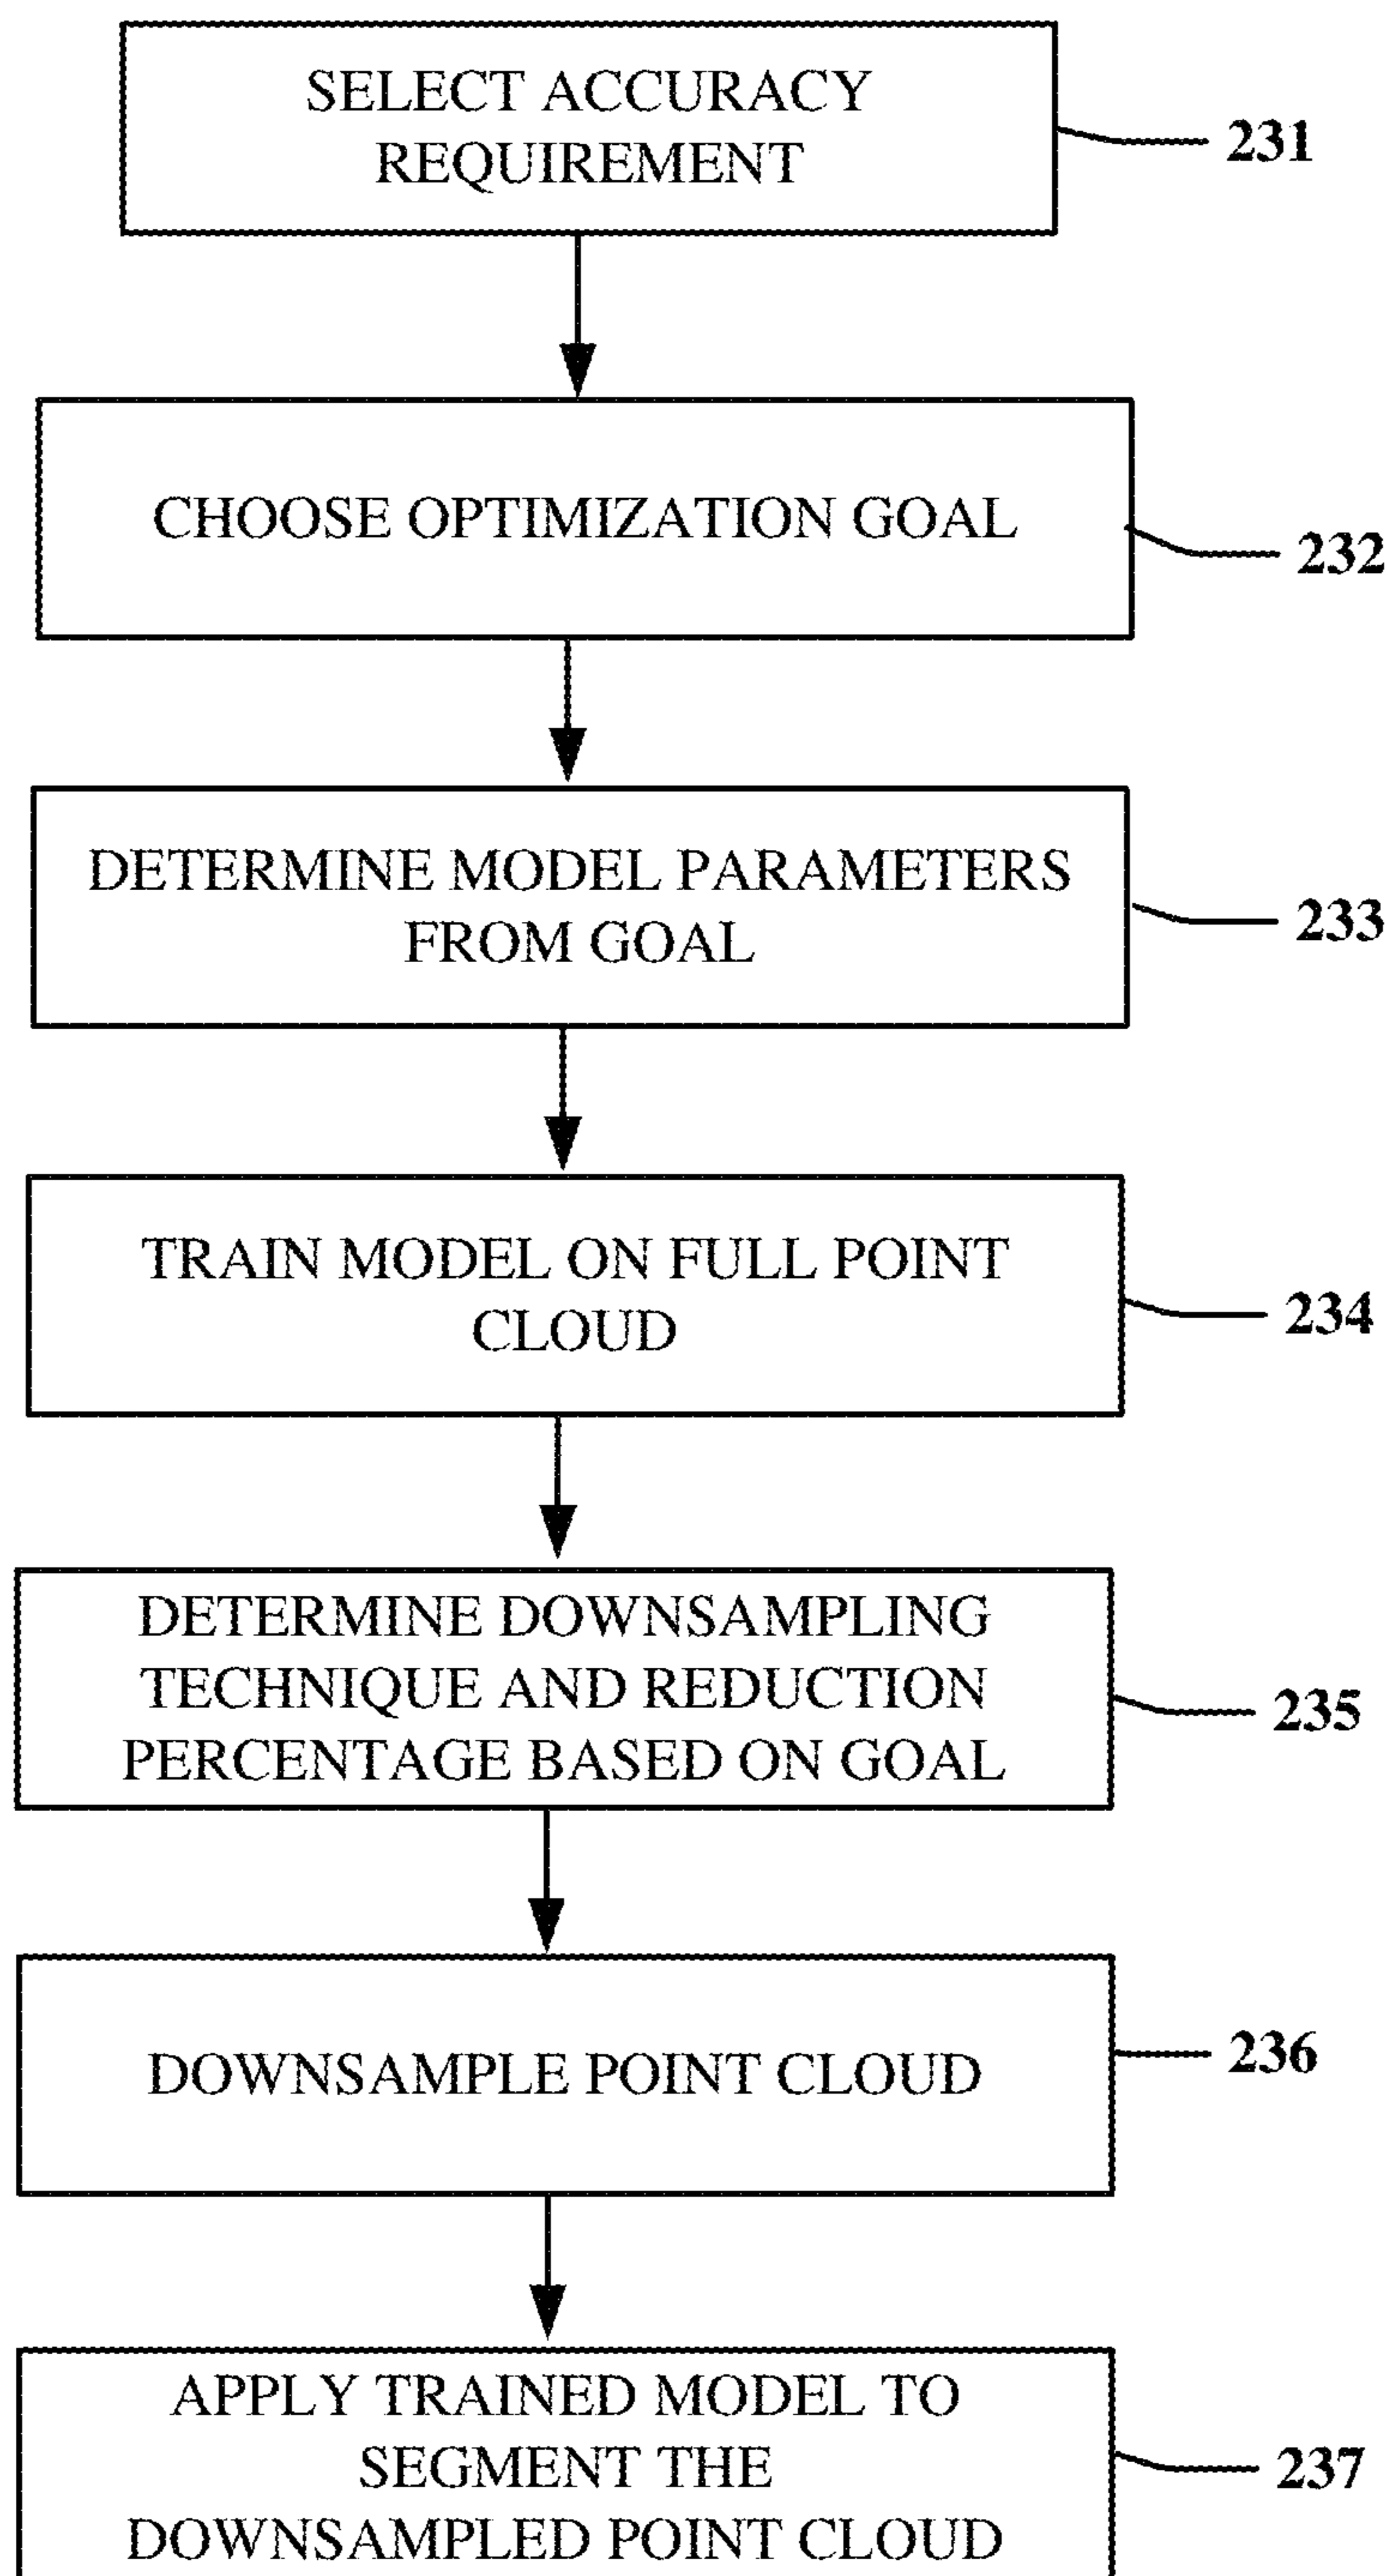 SELECT ACCURACY
REQUIREMENT
231
CHOOSE OPTIMIZATION GOAL
232
DETERMINE MODEL PARAMETERS
FROM GOAL
233
TRAIN MODEL ON FULL POINT
CLOUD
234
DETERMINE DOWNSAMPLING
TECHNIQUE AND REDUCTION
PERCENTAGE BASED ON GOAL
235
DOWNSAMPLE POINT CLOUD
236
APPLY TRAINED MODEL TO
SEGMENT THE
DOWNSAMPLED POINT CLOUD
237